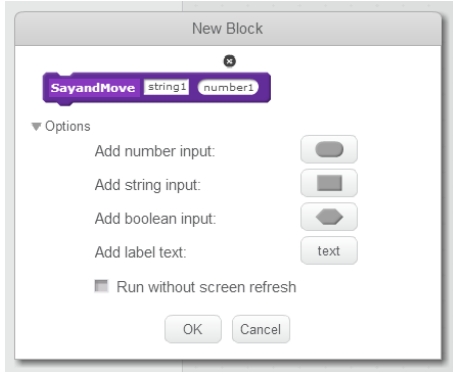 New Block
SayandMove string1 number1
Options
Add number input:
Add string input:
Add boolean input:
Add label text: text
Run without screen refresh
OK Cancel